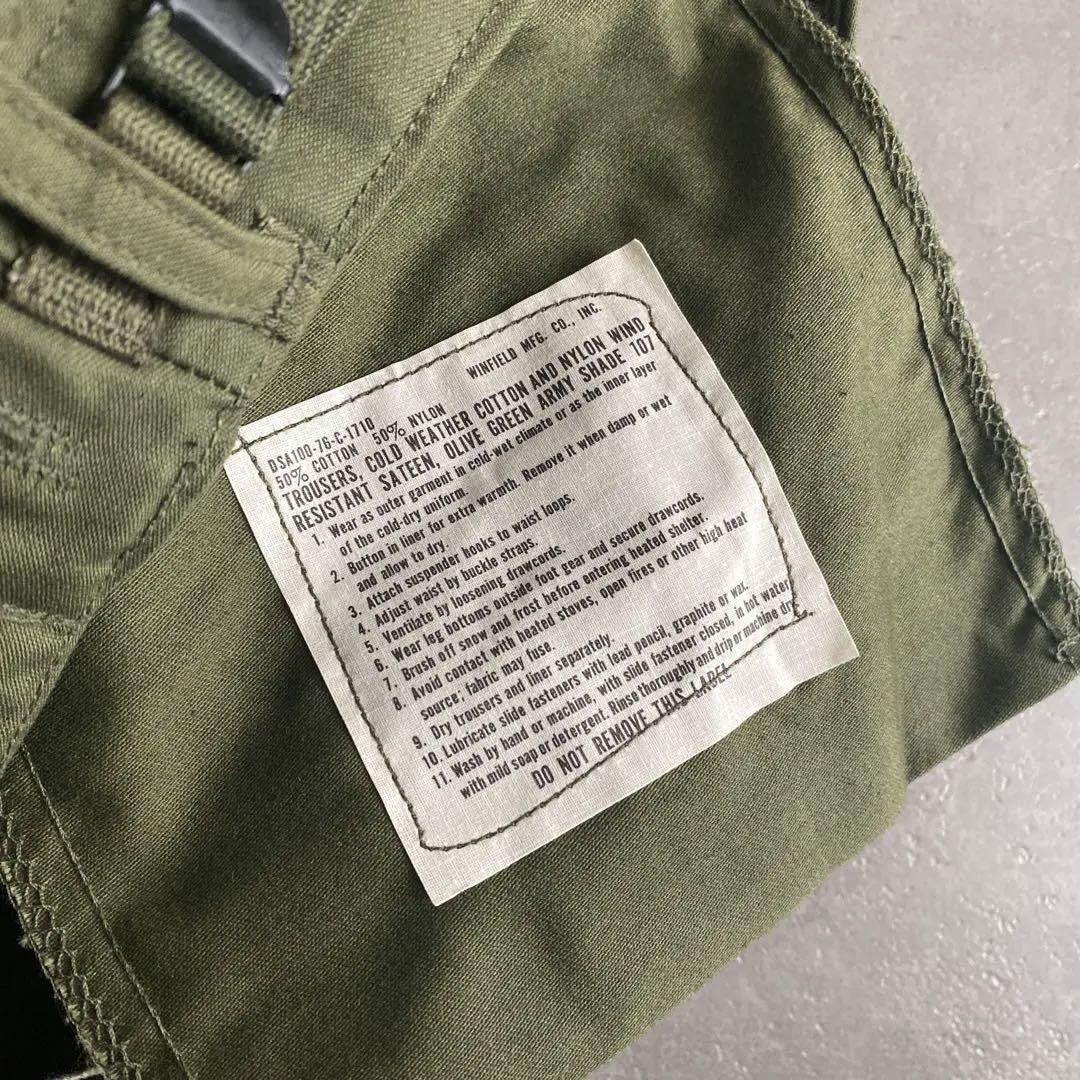 WINFIELD MFG. CO., INC.
DSA100-76-C-1710
50% COTTON 50% NYLON
TROUSERS, COLD WEATHER COTTON AND NYLON WIND
RESISTANT SATEEN, OLIVE GREEN ARMY SHADE 107
1. Wear as outer garment in cold-wet climate or as the inner layer
of the cold-dry uniform.
2. Button in liner for extra warmth. Remove it when damp or wet
and allow to dry.
3. Attach suspender hooks to waist loops.
4. Adjust waist by buckle straps.
5. Ventilate by loosening drawcords.
6. Wear leg bottoms outside foot gear and secure drawcords.
7. Brush off snow and frost before entering heated shelter.
8. Avoid contact with heated stoves, open fires or other high heat
source; fabric may fuse.
9. Dry trousers and liner separately.
10. Lubricate slide fasteners with lead pencil, graphite or wax.
11. Wash by hand or machine, with slide fastener closed, in hot water
with mild soap or detergent. Rinse thoroughly and drip or machine dry.
DO NOT REMOVE THIS LABEL